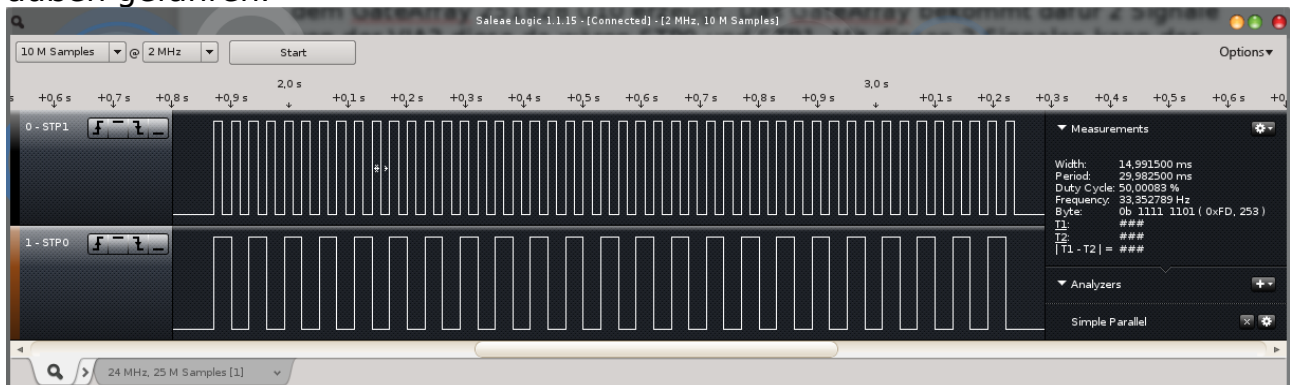 außen gefahren.
Saleae Logic 1.1.15 - [Connected] - [2 MHz, 10 M Samples]
10 M Samples @ 2 MHz Start Options
2,0 s 3,0 s
s +0,6 s +0,7 s +0,8 s +0,9 s +0,1 s +0,2 s +0,3 s +0,4 s +0,5 s +0,6 s +0,7 s +0,8 s +0,9 s +0,1 s +0,2 s +0,3 s +0,4 s +0,5 s +0,6 s +0,
0 - STP1
Measurements
Width: 14,991500 ms
Period: 29,982500 ms
Duty Cycle: 50,00083 %
Frequency: 33,352789 Hz
Byte: 0b 1111 1101 ( 0xFD, 253 )
T1: ###
T2: ###
| T1 - T2 | = ###
1 - STP0
Analyzers
Simple Parallel
24 MHz, 25 M Samples [1]